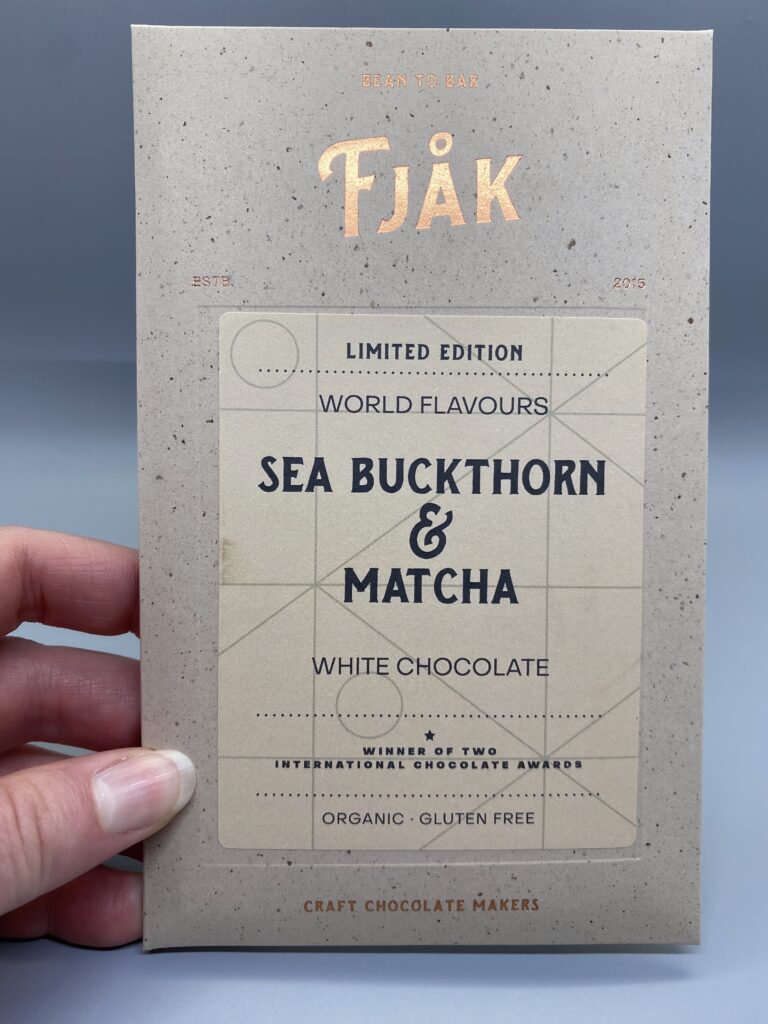 BEAN TO BAR
FJÅK
ESTB. 2015
LIMITED EDITION
WORLD FLAVOURS
SEA BUCKTHORN
&
MATCHA
WHITE CHOCOLATE
WINNER OF TWO
INTERNATIONAL CHOCOLATE AWARDS
ORGANIC · GLUTEN FREE
CRAFT CHOCOLATE MAKERS